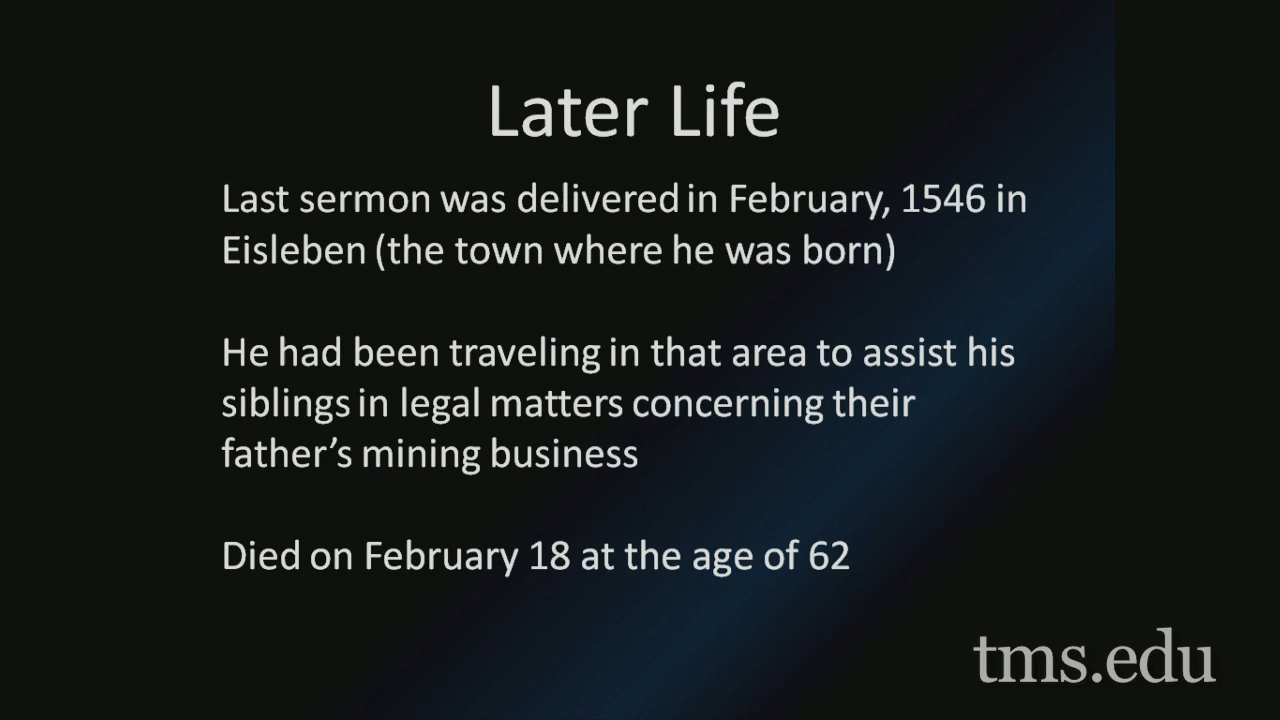 Later Life
Last sermon was delivered in February, 1546 in
Eisleben (the town where he was born)
He had been traveling in that area to assist his
siblings in legal matters concerning their
father’s mining business
Died on February 18 at the age of 62
tms.edu